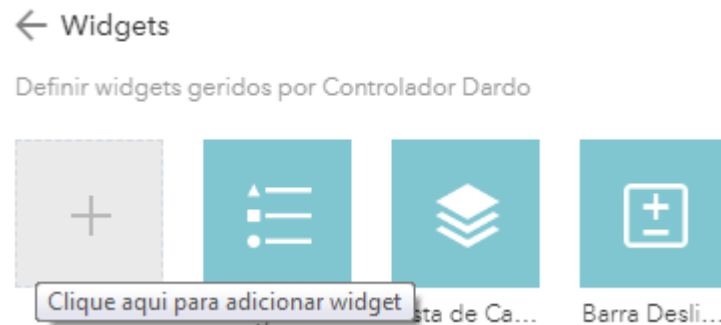 Widgets
Definir widgets geridos por Controlador Dardo
Clique aqui para adicionar widget
sta de Ca...
Barra Desli...